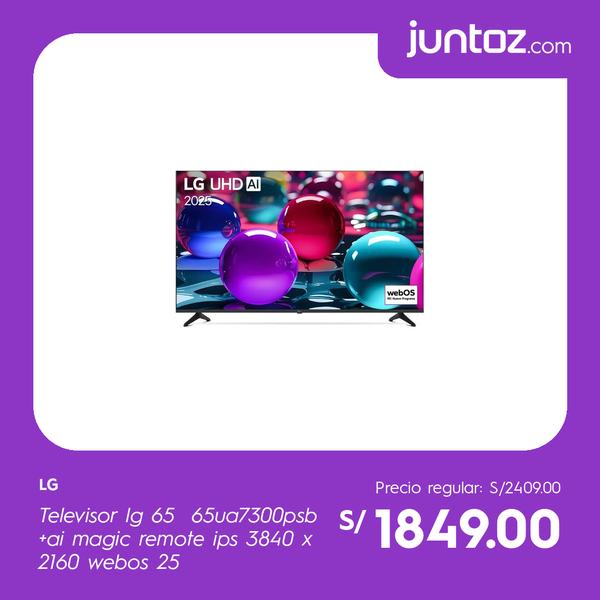 juntoz.com
LG UHD AI
2025
webOS
LG
Precio regular: S/2409.00
Televisor lg 65 65ua7300psb
+ai magic remote ips 3840 x
2160 webos 25
S/ 1849.00